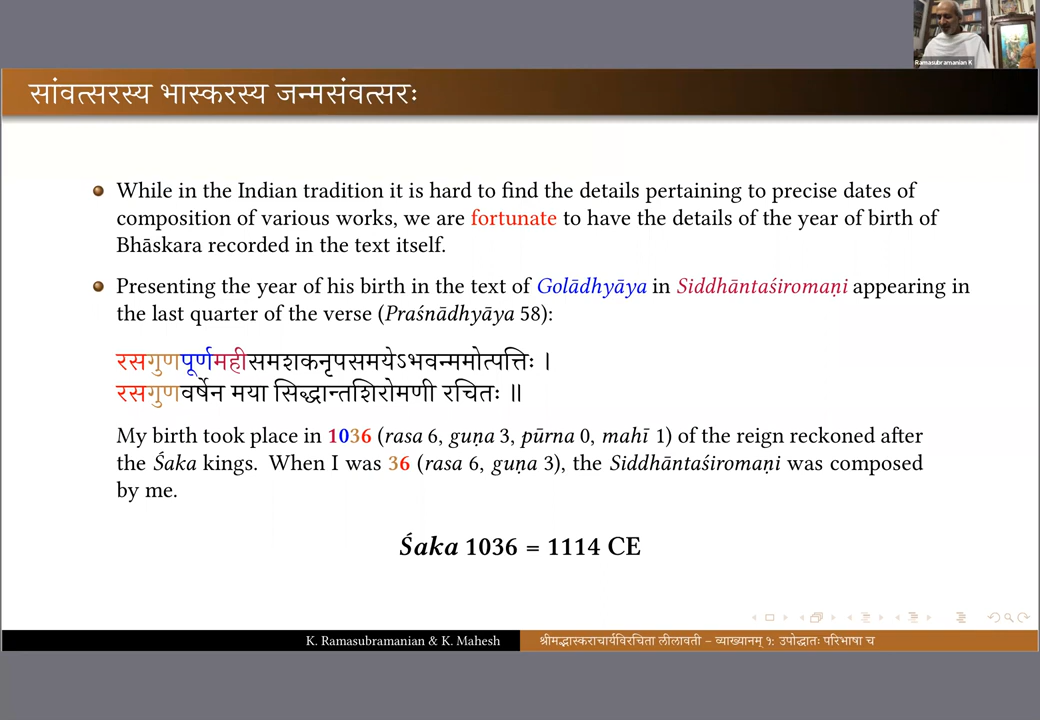 Ramasubramanian K
सांवत्सरस्य भास्करस्य जन्मसंवत्सरः
While in the Indian tradition it is hard to find the details pertaining to precise dates of
composition of various works, we are fortunate to have the details of the year of birth of
Bhāskara recorded in the text itself.
Presenting the year of his birth in the text of Golādhyāya in Siddhāntaśiromaṇi appearing in
the last quarter of the verse (Praśnādhyāya 58):
रसगुणपूर्णमहीसमशकनृपसमयेऽभवन्ममोत्पत्तिः ।
रसगुणवर्षेन मया सिद्धान्तशिरोमणी रचितः ॥
My birth took place in 1036 (rasa 6, guṇa 3, pūrna 0, mahī 1) of the reign reckoned after
the Śaka kings. When I was 36 (rasa 6, guṇa 3), the Siddhāntaśiromaṇi was composed
by me.
Śaka 1036 = 1114 CE
K. Ramasubramanian & K. Mahesh
श्रीमद्भास्कराचार्यविरचिता लीलावती – व्याख्यानम् १: उपोद्घातः परिभाषा च